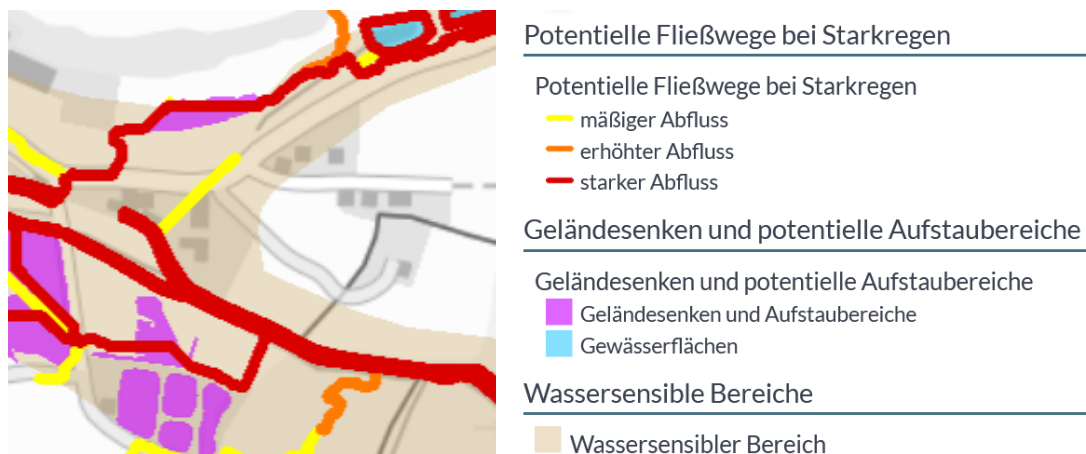 Potentielle Fließwege bei Starkregen
Potentielle Fließwege bei Starkregen
mäßiger Abfluss
erhöhter Abfluss
starker Abfluss
Geländesenken und potentielle Aufstaubereiche
Geländesenken und potentielle Aufstaubereiche
Geländesenken und Aufstaubereiche
Gewässerflächen
Wassersensible Bereiche
Wassersensibler Bereich